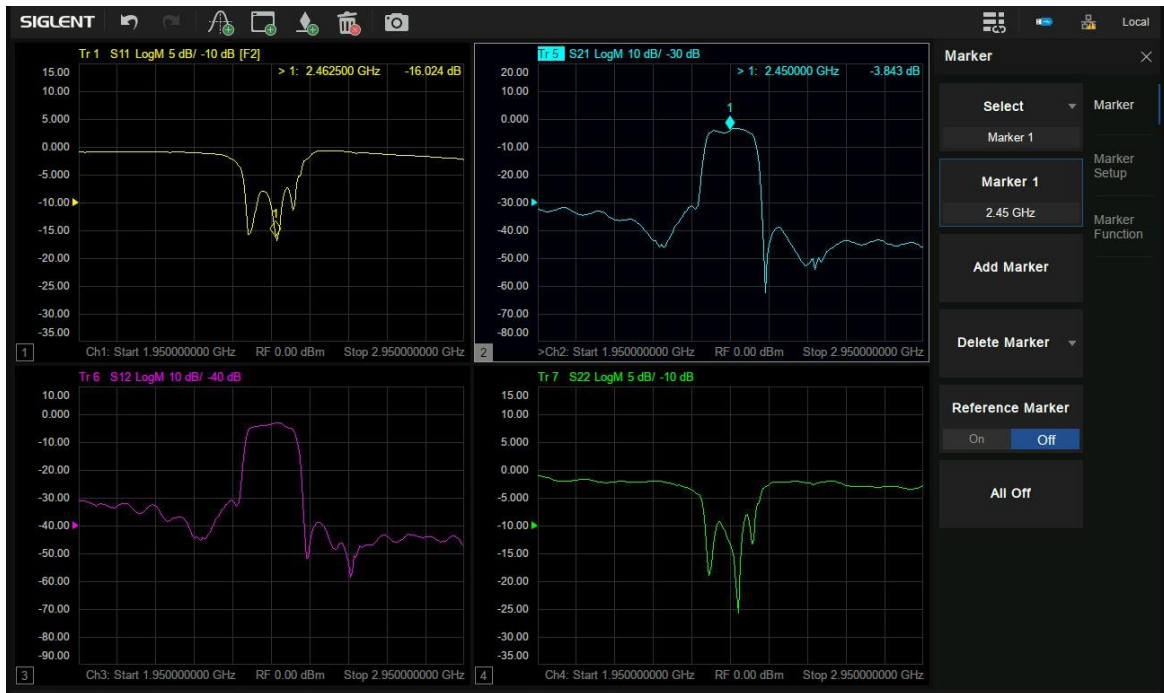 SIGLENT
Local
Tr 1 S11 LogM 5 dB/ -10 dB [F2]
> 1: 2.462500 GHz -16.024 dB
15.00
10.00
5.000
0.000
-5.000
-10.00
-15.00
-20.00
-25.00
-30.00
-35.00
1
1
Ch1: Start 1.950000000 GHz RF 0.00 dBm Stop 2.950000000 GHz
Tr 5 S21 LogM 10 dB/ -30 dB
> 1: 2.450000 GHz -3.843 dB
20.00
10.00
0.000
-10.00
-20.00
-30.00
-40.00
-50.00
-60.00
-70.00
-80.00
1
2
>Ch2: Start 1.950000000 GHz RF 0.00 dBm Stop 2.950000000 GHz
Tr 6 S12 LogM 10 dB/ -40 dB
10.00
0.000
-10.00
-20.00
-30.00
-40.00
-50.00
-60.00
-70.00
-80.00
-90.00
3
Ch3: Start 1.950000000 GHz RF 0.00 dBm Stop 2.950000000 GHz
Tr 7 S22 LogM 5 dB/ -10 dB
15.00
10.00
5.000
0.000
-5.000
-10.00
-15.00
-20.00
-25.00
-30.00
-35.00
4
Ch4: Start 1.950000000 GHz RF 0.00 dBm Stop 2.950000000 GHz
Marker
Select
Marker 1
Marker 1
2.45 GHz
Add Marker
Delete Marker
Reference Marker
On Off
All Off
Marker
Marker
Setup
Marker
Function